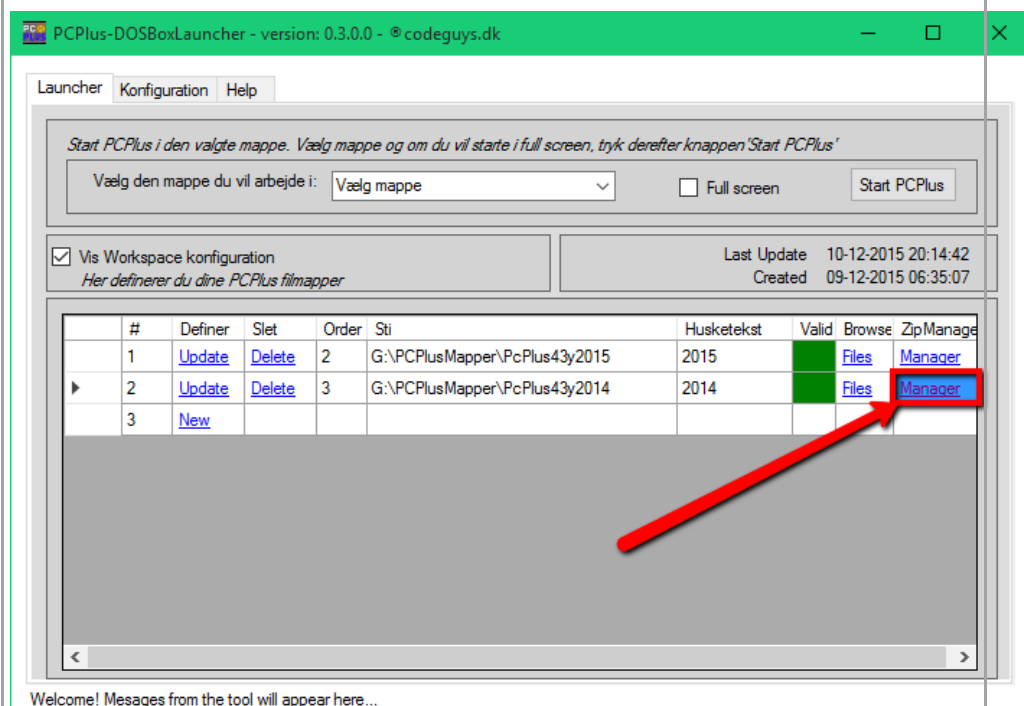 PCPlus-DOSBoxLauncher - version: 0.3.0.0 - ®codeguys.dk
Launcher Konfiguration Help
Start PCPlus i den valgte mappe. Vælg mappe og om du vil starte i full screen, tryk derefter knappen 'Start PCPlus'
Vælg den mappe du vil arbejde i: Vælg mappe Full screen Start PCPlus
Vis Workspace konfiguration
Her definerer du dine PCPlus filmapper
Last Update 10-12-2015 20:14:42
Created 09-12-2015 06:35:07
# Definer Slet Order Sti Husketekst Valid Browse ZipManage
1 Update Delete 2 G:\PCPlusMapper\PcPlus43y2015 2015 Files Manager
2 Update Delete 3 G:\PCPlusMapper\PcPlus43y2014 2014 Files Manager
3 New
Welcome! Mesages from the tool will appear here...